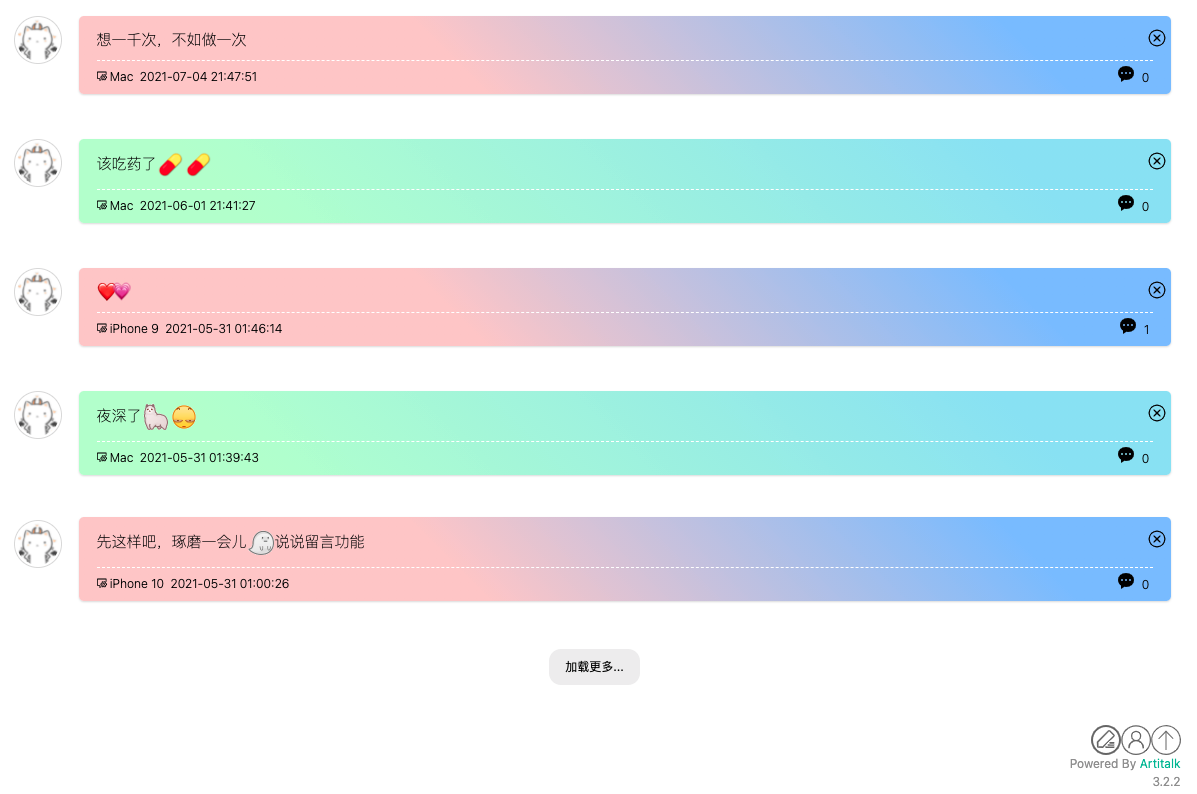 想一千次，不如做一次
Mac 2021-07-04 21:47:51
0
该吃药了
Mac 2021-06-01 21:41:27
0
iPhone 9 2021-05-31 01:46:14
1
夜深了
Mac 2021-05-31 01:39:43
0
先这样吧，琢磨一会儿说说留言功能
iPhone 10 2021-05-31 01:00:26
0
加载更多...
Powered By Artitalk
3.2.2